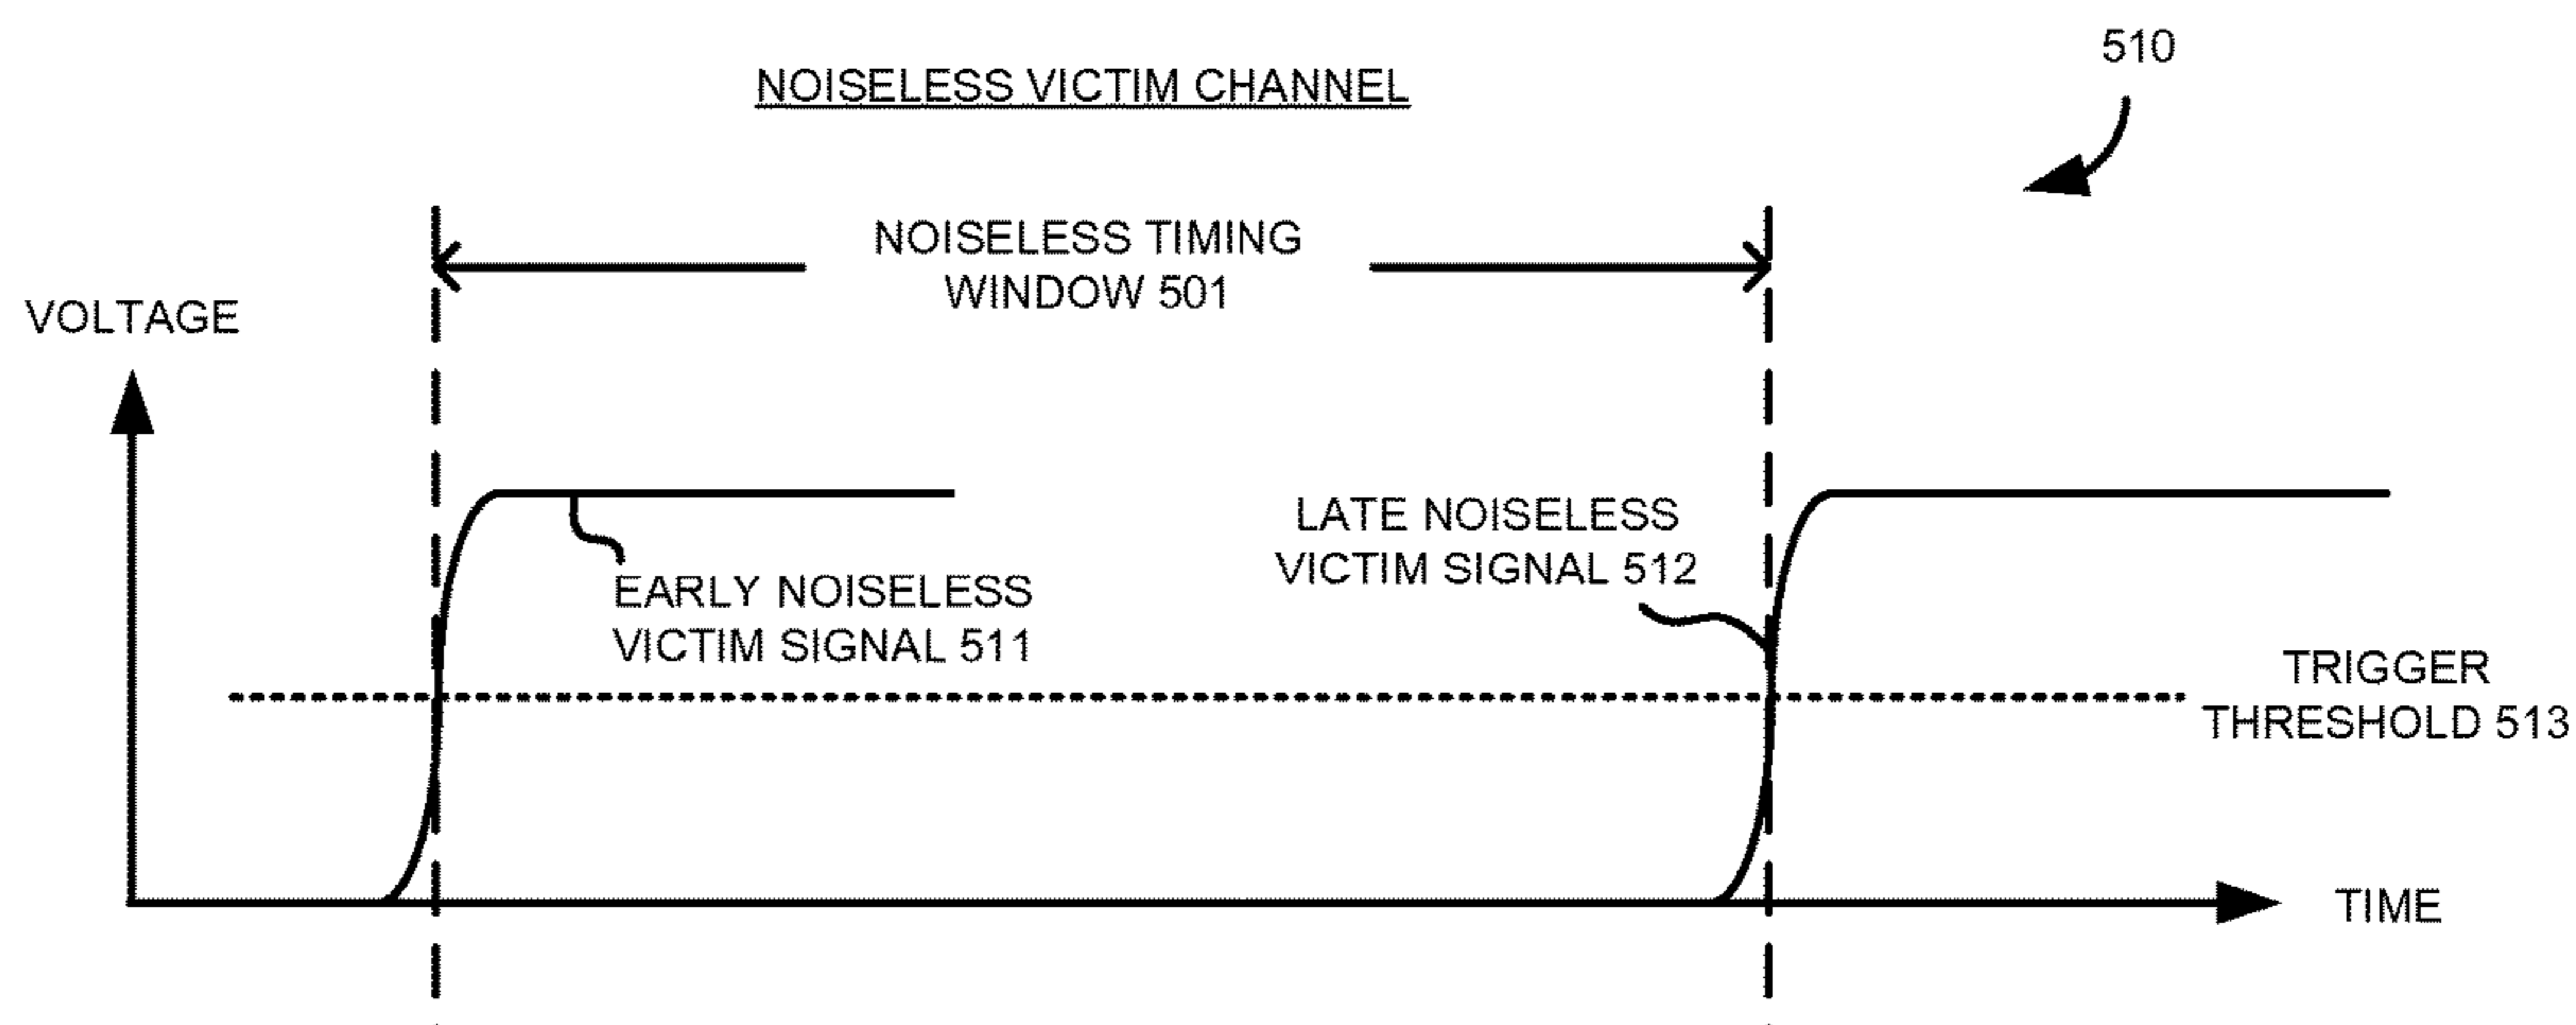 510
NOISELESS VICTIM CHANNEL
NOISELESS TIMING
WINDOW 501
VOLTAGE
LATE NOISELESS
VICTIM SIGNAL 512
EARLY NOISELESS
VICTIM SIGNAL 511
TRIGGER
THRESHOLD 513
TIME